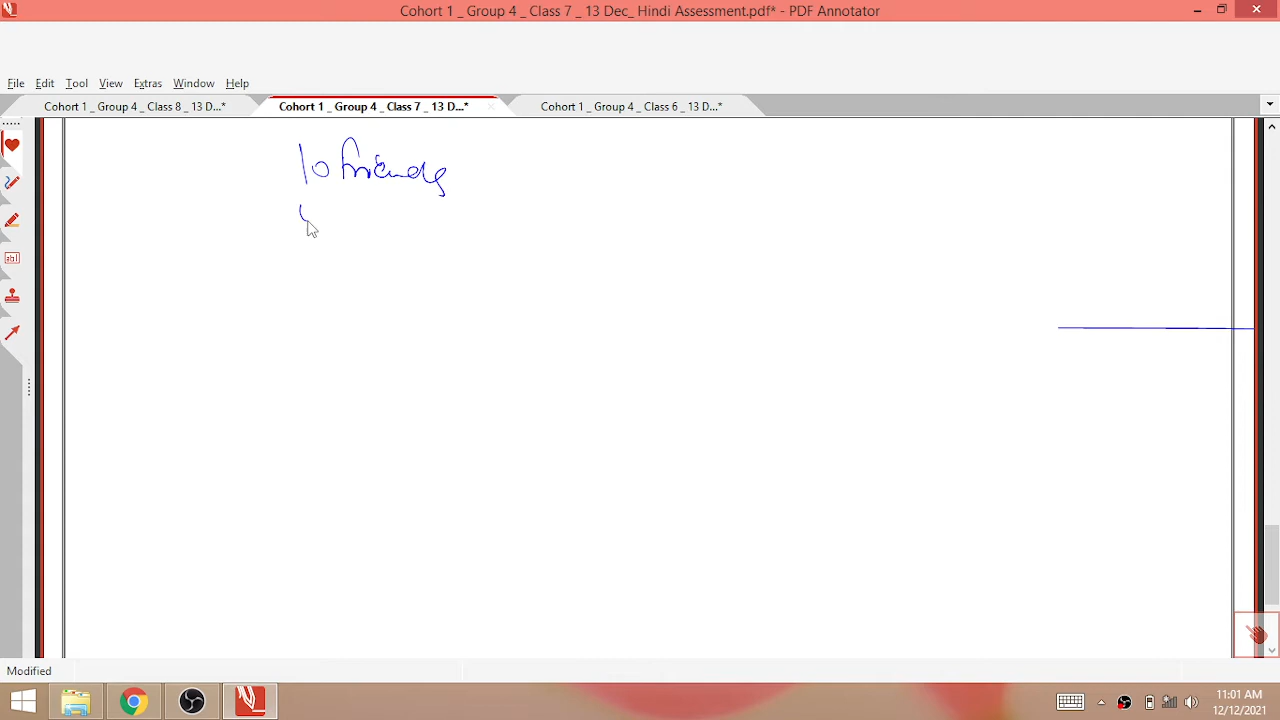 Cohort 1 _ Group 4 _ Class 7 _ 13 Dec_ Hindi Assessment.pdf* - PDF Annotator
File Edit Tool View Extras Window Help
Cohort 1 _ Group 4 _ Class 8 _ 13 D...* Cohort 1 _ Group 4 _ Class 7 _ 13 D...* Cohort 1 _ Group 4 _ Class 6 _ 13 D...*
10 friends
Modified
11:01 AM
12/12/2021